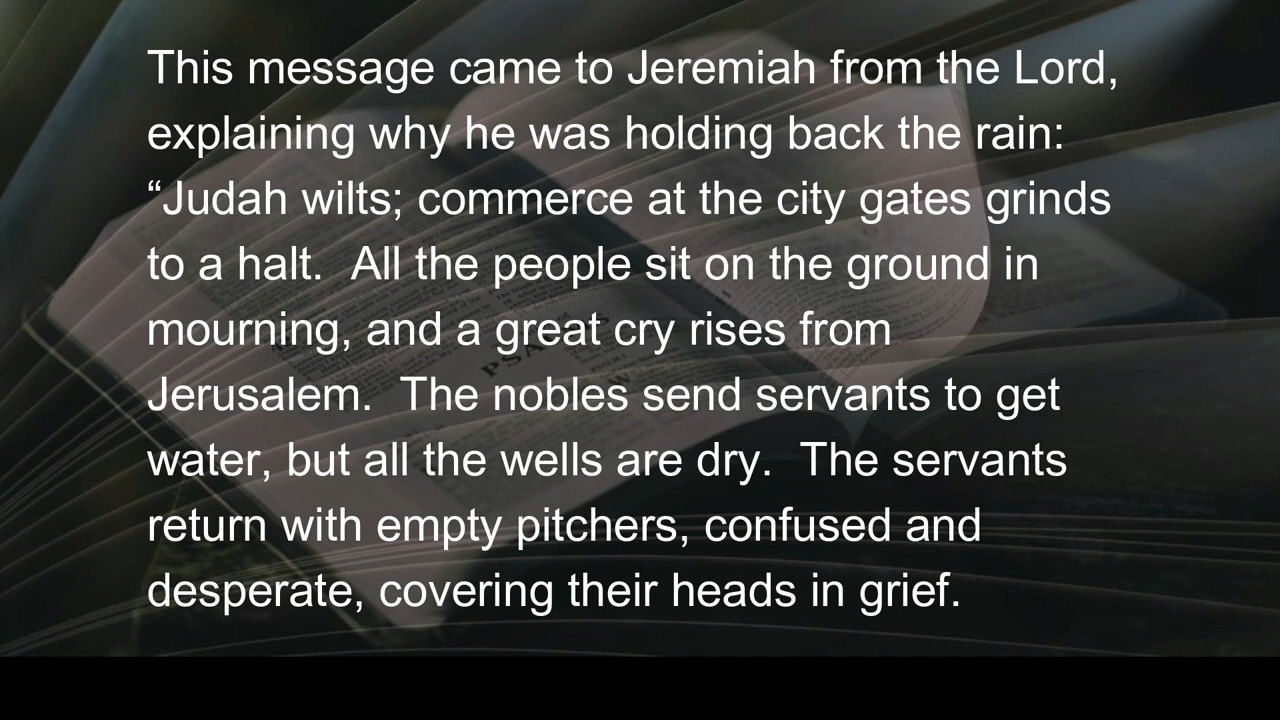 This message came to Jeremiah from the Lord,
explaining why he was holding back the rain:
“Judah wilts; commerce at the city gates grinds
to a halt.  All the people sit on the ground in
mourning, and a great cry rises from
Jerusalem.  The nobles send servants to get
water, but all the wells are dry.  The servants
return with empty pitchers, confused and
desperate, covering their heads in grief.
PSALMS